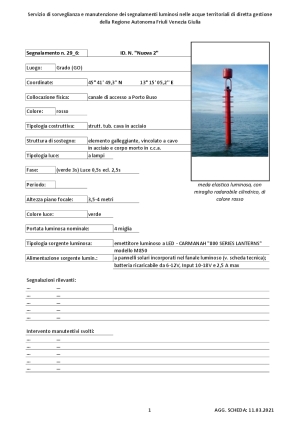 Servizio di sorveglianza e manutenzione dei segnalamenti luminosi nelle acque territoriali di diretta gestione
della Regione Autonoma Friuli Venezia Giulia
Segnalamento n. 20_6: ID. N. "Nuova 2"
Luogo: Grado (GO)
Coordinate: 45° 41' 49,3" N 13° 15' 05,2" E
Collocazione fisica: canale di accesso a Porto Buso
Colore: rosso
Tipologia costruttiva: strutt. tub. cava in acciaio
Struttura di sostegno: elemento galleggiante, vincolato a cavo
in acciaio e corpo morto in c.c.a.
Tipologia luce: a lampi
Fase: (verde 3s) Luce 0,5s ecl. 2,5s
Periodo:
Altezza piano focale: 3,5-4 metri
Colore luce: verde
Portata luminosa nominale: 4 miglia
Tipologia sorgente luminosa: emettitore luminoso a LED - CARMANAH "800 SERIES LANTERNS"
modello M850
Alimentazione sorgente lumin.: a pannelli solari incorporati nel fanale luminoso (v. scheda tecnica);
batteria ricaricabile da 6-12V, Input 10-18V e 2,5 A max
meda elastica luminosa, con
miraglio radarabile cilindrico, di
colore rosso
Segnalazioni rilevanti:
--- ---
--- ---
--- ---
--- ---
Intervento manutentivi svolti:
--- ---
--- ---
--- ---
--- ---
--- ---
1 AGG. SCHEDA: 11.03.2021